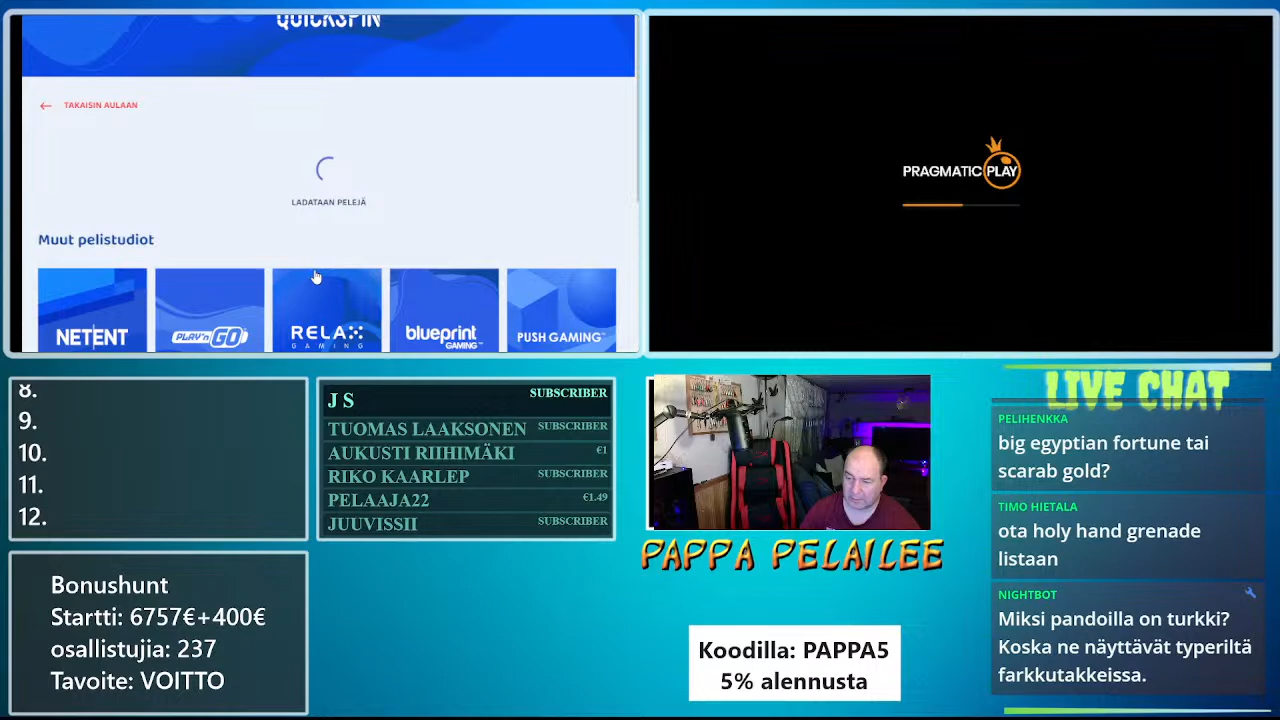 QUICKSPIN
TAKAISIN AULAAN
LADATAAN PELEJÄ
Muut pelistudiot
NETENT
PLAY'n GO
RELAX
GAMING
blueprint
GAMING™
PUSH GAMING™
PRAGMATIC PLAY
8.
9.
10.
11.
12.
J S SUBSCRIBER
TUOMAS LAAKSONEN SUBSCRIBER
AUKUSTI RIIHIMÄKI €1
RIKO KAARLEP SUBSCRIBER
PELAAJA22 €1.49
JUUVISSII SUBSCRIBER
Bonushunt
Startti: 6757€+400€
osallistujia: 237
Tavoite: VOITTO
PAPPA PELAILEE
Koodilla: PAPPA5
5% alennusta
LIVE CHAT
PELIHENKKA
big egyptian fortune tai
scarab gold?
TIMO HIETALA
ota holy hand grenade
listaan
NIGHTBOT
Miksi pandoilla on turkki?
Koska ne näyttävät typeriltä
farkkutakkeissa.